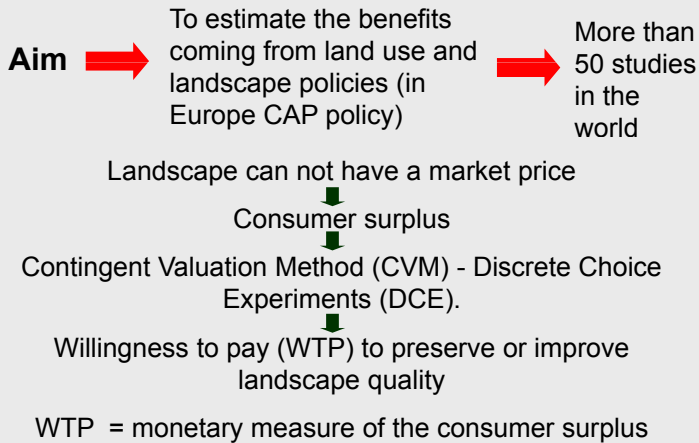 Aim
To estimate the benefits
coming from land use and
landscape policies (in
Europe CAP policy)
More than
50 studies
in the
world
Landscape can not have a market price
Consumer surplus
Contingent Valuation Method (CVM) - Discrete Choice
Experiments (DCE).
Willingness to pay (WTP) to preserve or improve
landscape quality
WTP = monetary measure of the consumer surplus